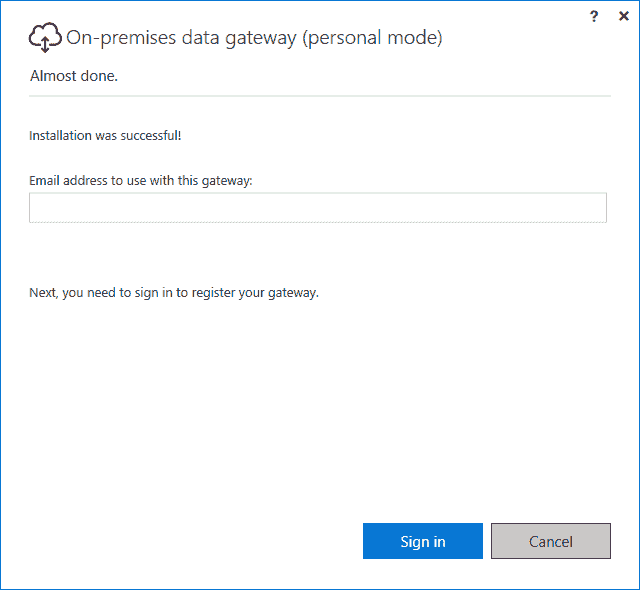 ?
×
On-premises data gateway (personal mode)
Almost done.
Installation was successful!
Email address to use with this gateway:
Next, you need to sign in to register your gateway.
Sign in
Cancel